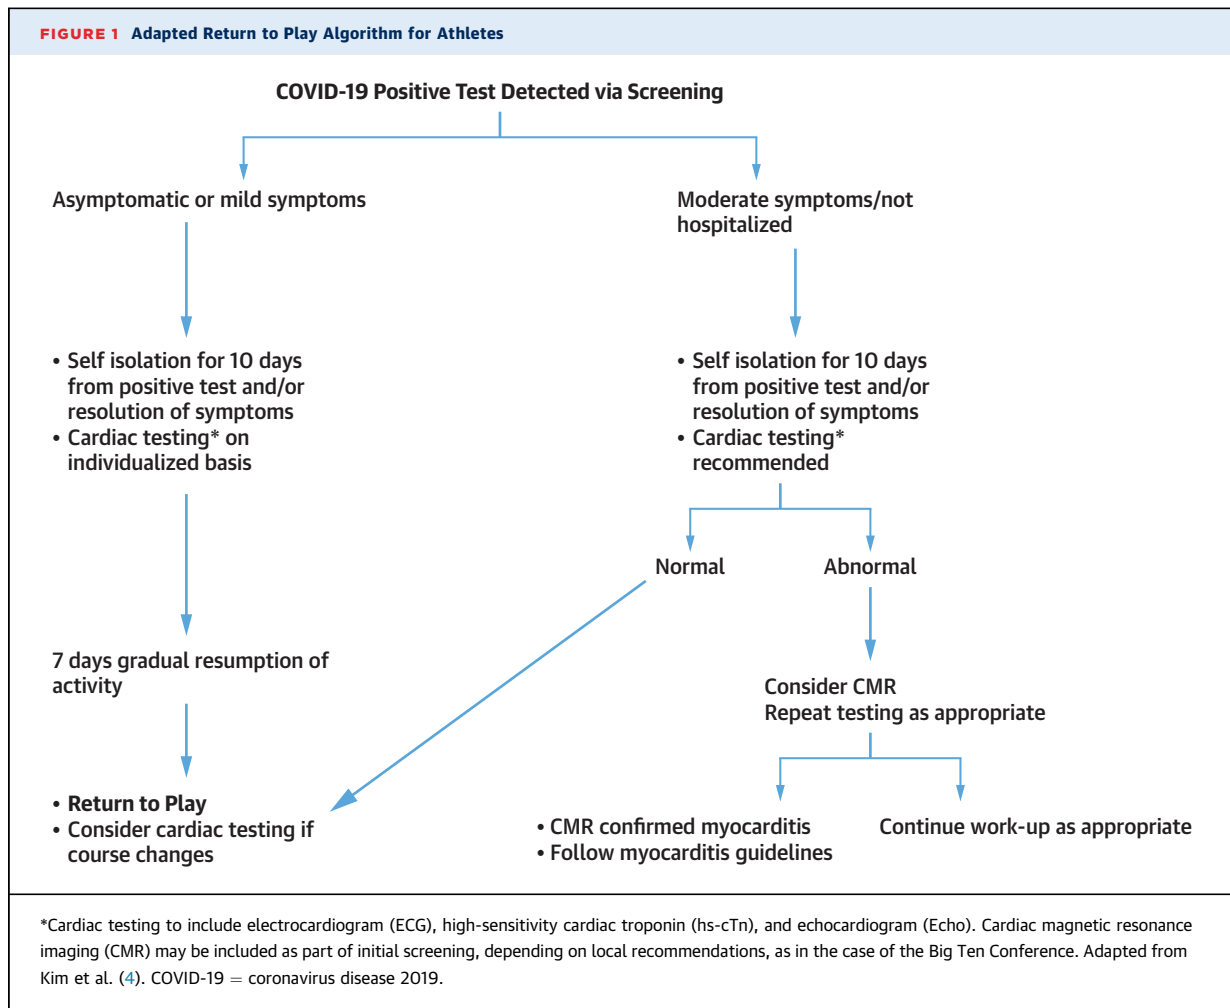 FIGURE 1 Adapted Return to Play Algorithm for Athletes
COVID-19 Positive Test Detected via Screening
Asymptomatic or mild symptoms
Moderate symptoms/not
hospitalized
• Self isolation for 10 days
from positive test and/or
resolution of symptoms
• Cardiac testing* on
individualized basis
• Self isolation for 10 days
from positive test and/or
resolution of symptoms
• Cardiac testing*
recommended
Normal
Abnormal
7 days gradual resumption of
activity
Consider CMR
Repeat testing as appropriate
• Return to Play
• Consider cardiac testing if
course changes
• CMR confirmed myocarditis
• Follow myocarditis guidelines
Continue work-up as appropriate
*Cardiac testing to include electrocardiogram (ECG), high-sensitivity cardiac troponin (hs-cTn), and echocardiogram (Echo). Cardiac magnetic resonance
imaging (CMR) may be included as part of initial screening, depending on local recommendations, as in the case of the Big Ten Conference. Adapted from
Kim et al. (4). COVID-19 = coronavirus disease 2019.